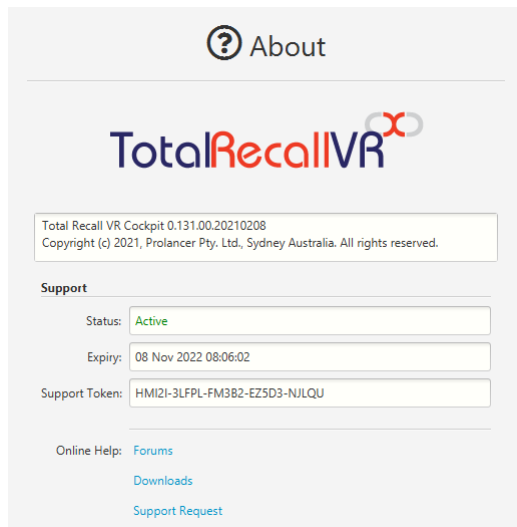 About
TotalRecallVR
Total Recall VR Cockpit 0.131.00.20210208
Copyright (c) 2021, Prolancer Pty. Ltd., Sydney Australia. All rights reserved.
Support
Status: Active
Expiry: 08 Nov 2022 08:06:02
Support Token: HMI2I-3LFPL-FM3B2-EZ5D3-NJLQU
Online Help: Forums
Downloads
Support Request